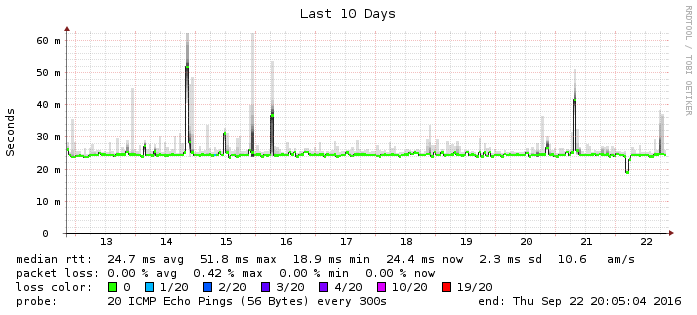 Last 10 Days
RRDTOOL / TOBI OETIKER
Seconds
60 m
50 m
40 m
30 m
20 m
10 m
0
13 14 15 16 17 18 19 20 21 22
median rtt: 24.7 ms avg 51.8 ms max 18.9 ms min 24.4 ms now 2.3 ms sd 10.6 am/s
packet loss: 0.00 % avg 0.42 % max 0.00 % min 0.00 % now
loss color: 0 1/20 2/20 3/20 4/20 10/20 19/20
probe: 20 ICMP Echo Pings (56 Bytes) every 300s end: Thu Sep 22 20:05:04 2016